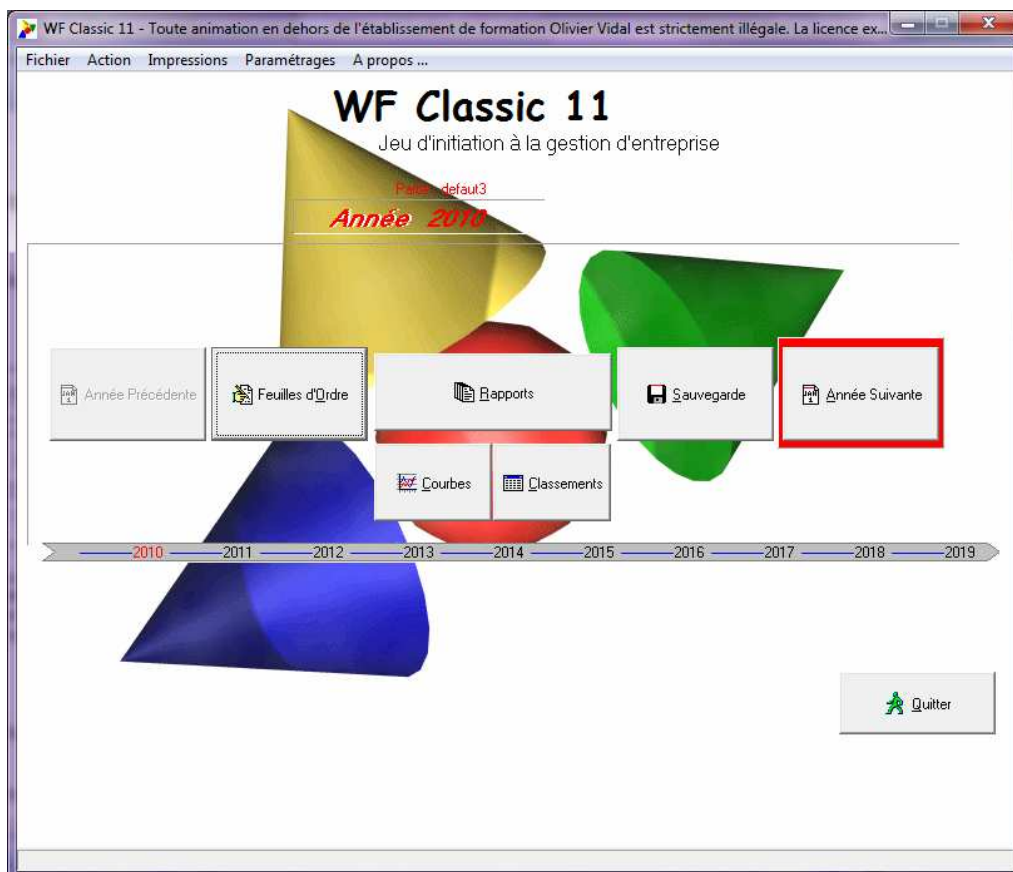 WF Classic 11 - Toute animation en dehors de l'établissement de formation Olivier Vidal est strictement illégale. La licence ex...
Fichier Action Impressions Paramétrages A propos ...
WF Classic 11
Jeu d'initiation à la gestion d'entreprise
defaut3
Année 2010
Année Précédente
Feuilles d'Ordre
Rapports
Sauvegarde
Année Suivante
Courbes
Classements
2010 2011 2012 2013 2014 2015 2016 2017 2018 2019
Quitter